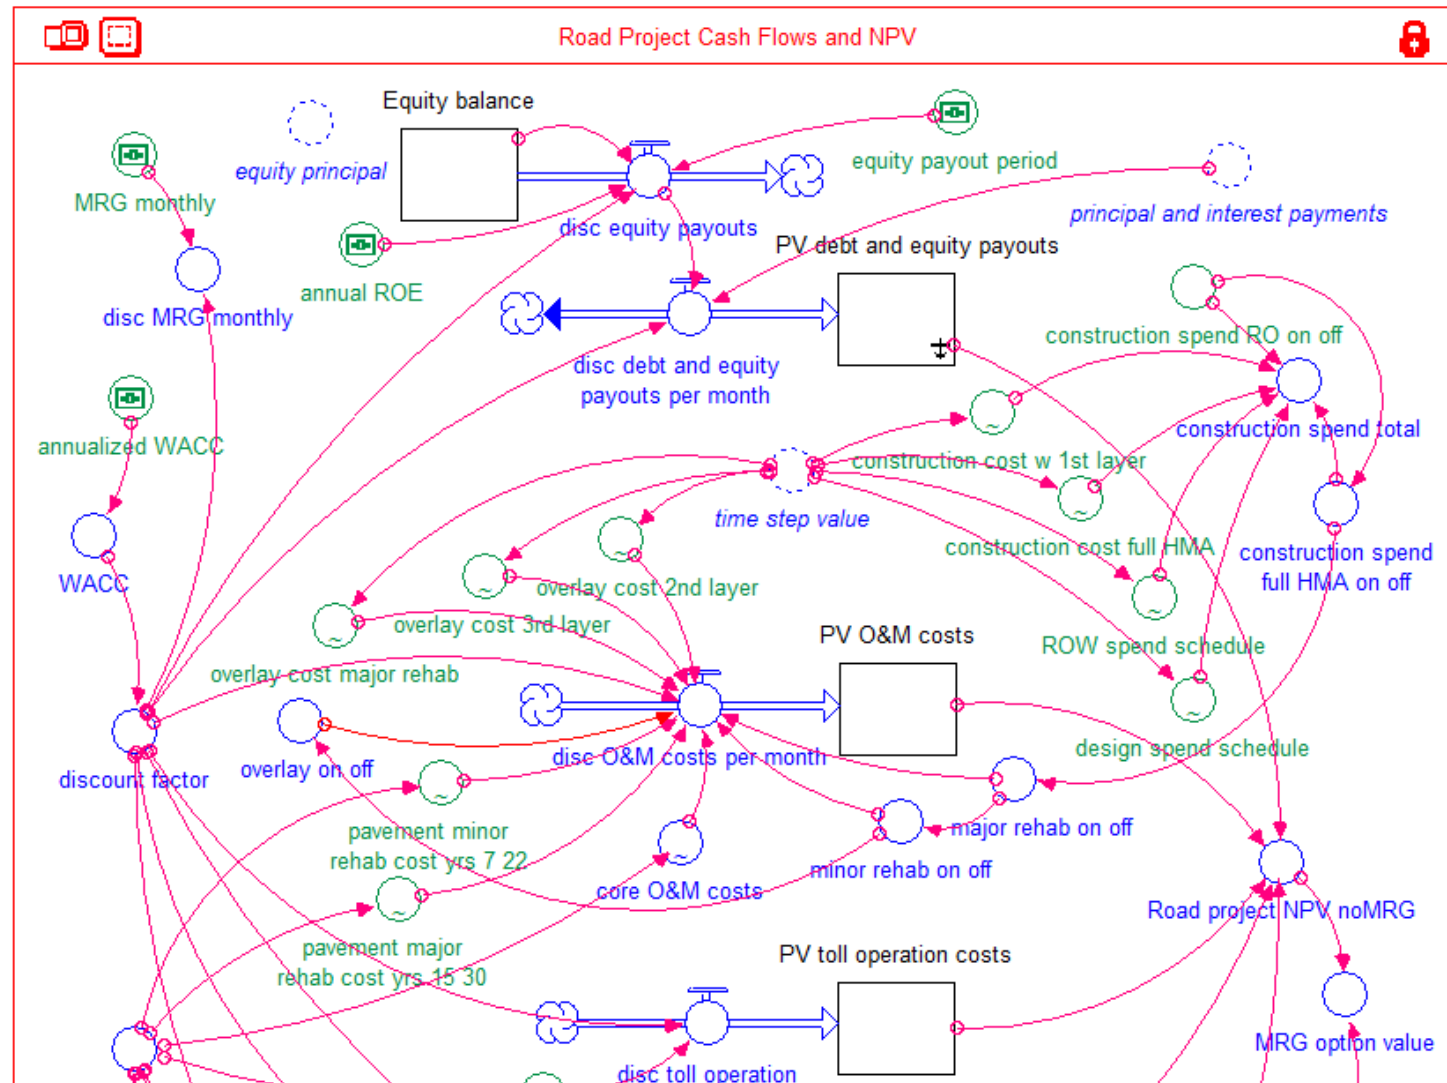 Road Project Cash Flows and NPV
Equity balance
equity principal
equity payout period
MRG monthly
principal and interest payments
disc equity payouts
PV debt and equity payouts
annual ROE
disc MRG monthly
construction spend RO on off
disc debt and equity
payouts per month
annualized WACC
construction spend total
construction cost w 1st layer
time step value
construction cost full HMA
construction spend
full HMA on off
WACC
overlay cost 2nd layer
overlay cost 3rd layer
PV O&M costs
ROW spend schedule
overlay cost major rehab
design spend schedule
disc O&M costs per month
overlay on off
discount factor
pavement minor
rehab cost yrs 7 22
major rehab on off
minor rehab on off
core O&M costs
Road project NPV noMRG
pavement major
rehab cost yrs 15 30
PV toll operation costs
MRG option value
disc toll operation